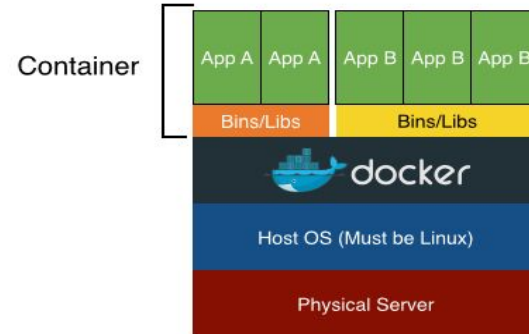 Container
App A App A App B App B App B
Bins/Libs Bins/Libs
docker
Host OS (Must be Linux)
Physical Server